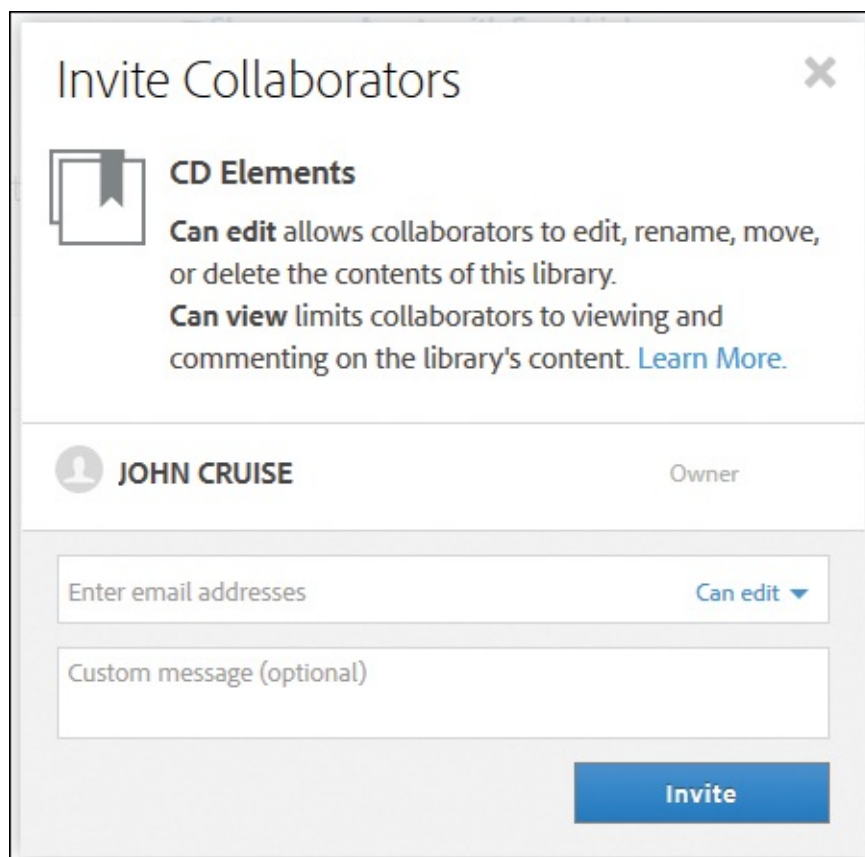 Invite Collaborators
CD Elements
Can edit allows collaborators to edit, rename, move,
or delete the contents of this library.
Can view limits collaborators to viewing and
commenting on the library's content. Learn More.
JOHN CRUISE Owner
Enter email addresses Can edit
Custom message (optional)
Invite